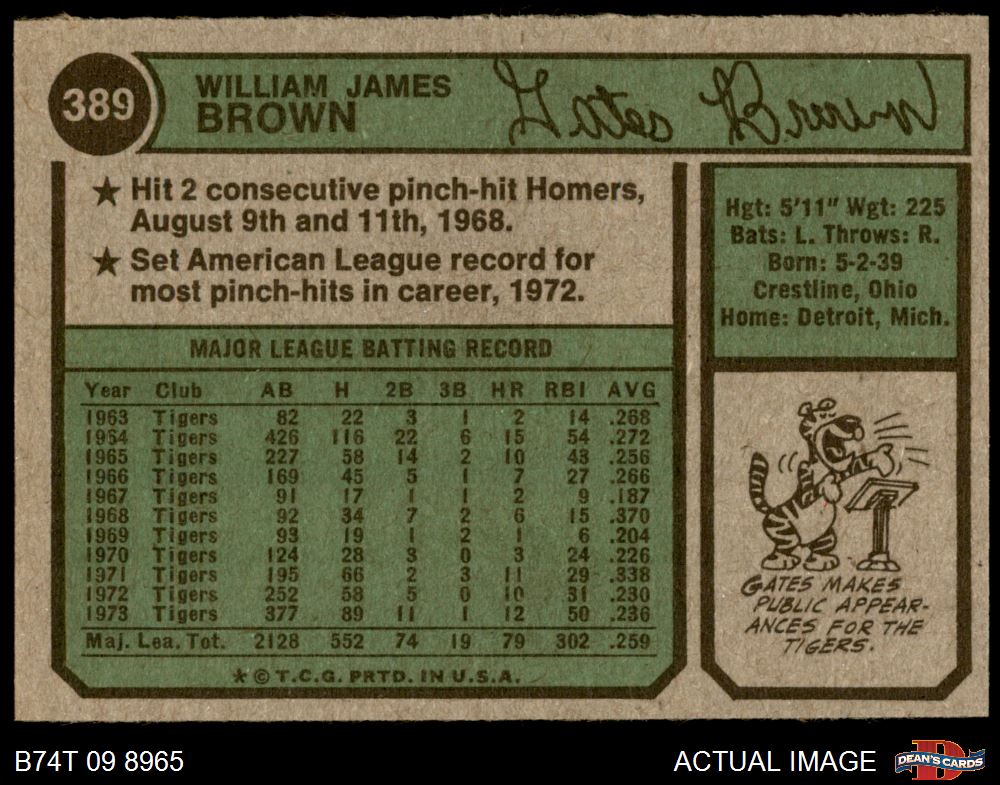 389
WILLIAM JAMES
BROWN
Gates Brown
★ Hit 2 consecutive pinch-hit Homers,
August 9th and 11th, 1968.
★ Set American League record for
most pinch-hits in career, 1972.
Hgt: 5'11" Wgt: 225
Bats: L. Throws: R.
Born: 5-2-39
Crestline, Ohio
Home: Detroit, Mich.
MAJOR LEAGUE BATTING RECORD
Year Club AB H 2B 3B HR RBI AVG
1963 Tigers 82 22 3 1 2 14 .268
1964 Tigers 426 116 22 6 15 54 .272
1965 Tigers 227 58 14 2 10 43 .256
1966 Tigers 169 45 5 1 7 27 .266
1967 Tigers 91 17 1 1 2 9 .187
1968 Tigers 92 34 7 2 6 15 .370
1969 Tigers 93 19 1 2 1 6 .204
1970 Tigers 124 28 3 0 3 24 .226
1971 Tigers 195 66 2 3 11 29 .338
1972 Tigers 252 58 5 0 10 31 .230
1973 Tigers 377 89 11 1 12 50 .236
Maj. Lea. Tot. 2128 552 74 19 79 302 .259
★ © T.C.G. PRTD. IN U.S.A.
GATES MAKES
PUBLIC APPEAR-
ANCES FOR THE
TIGERS.
B74T 09 8965
ACTUAL IMAGE
DEAN'S CARDS